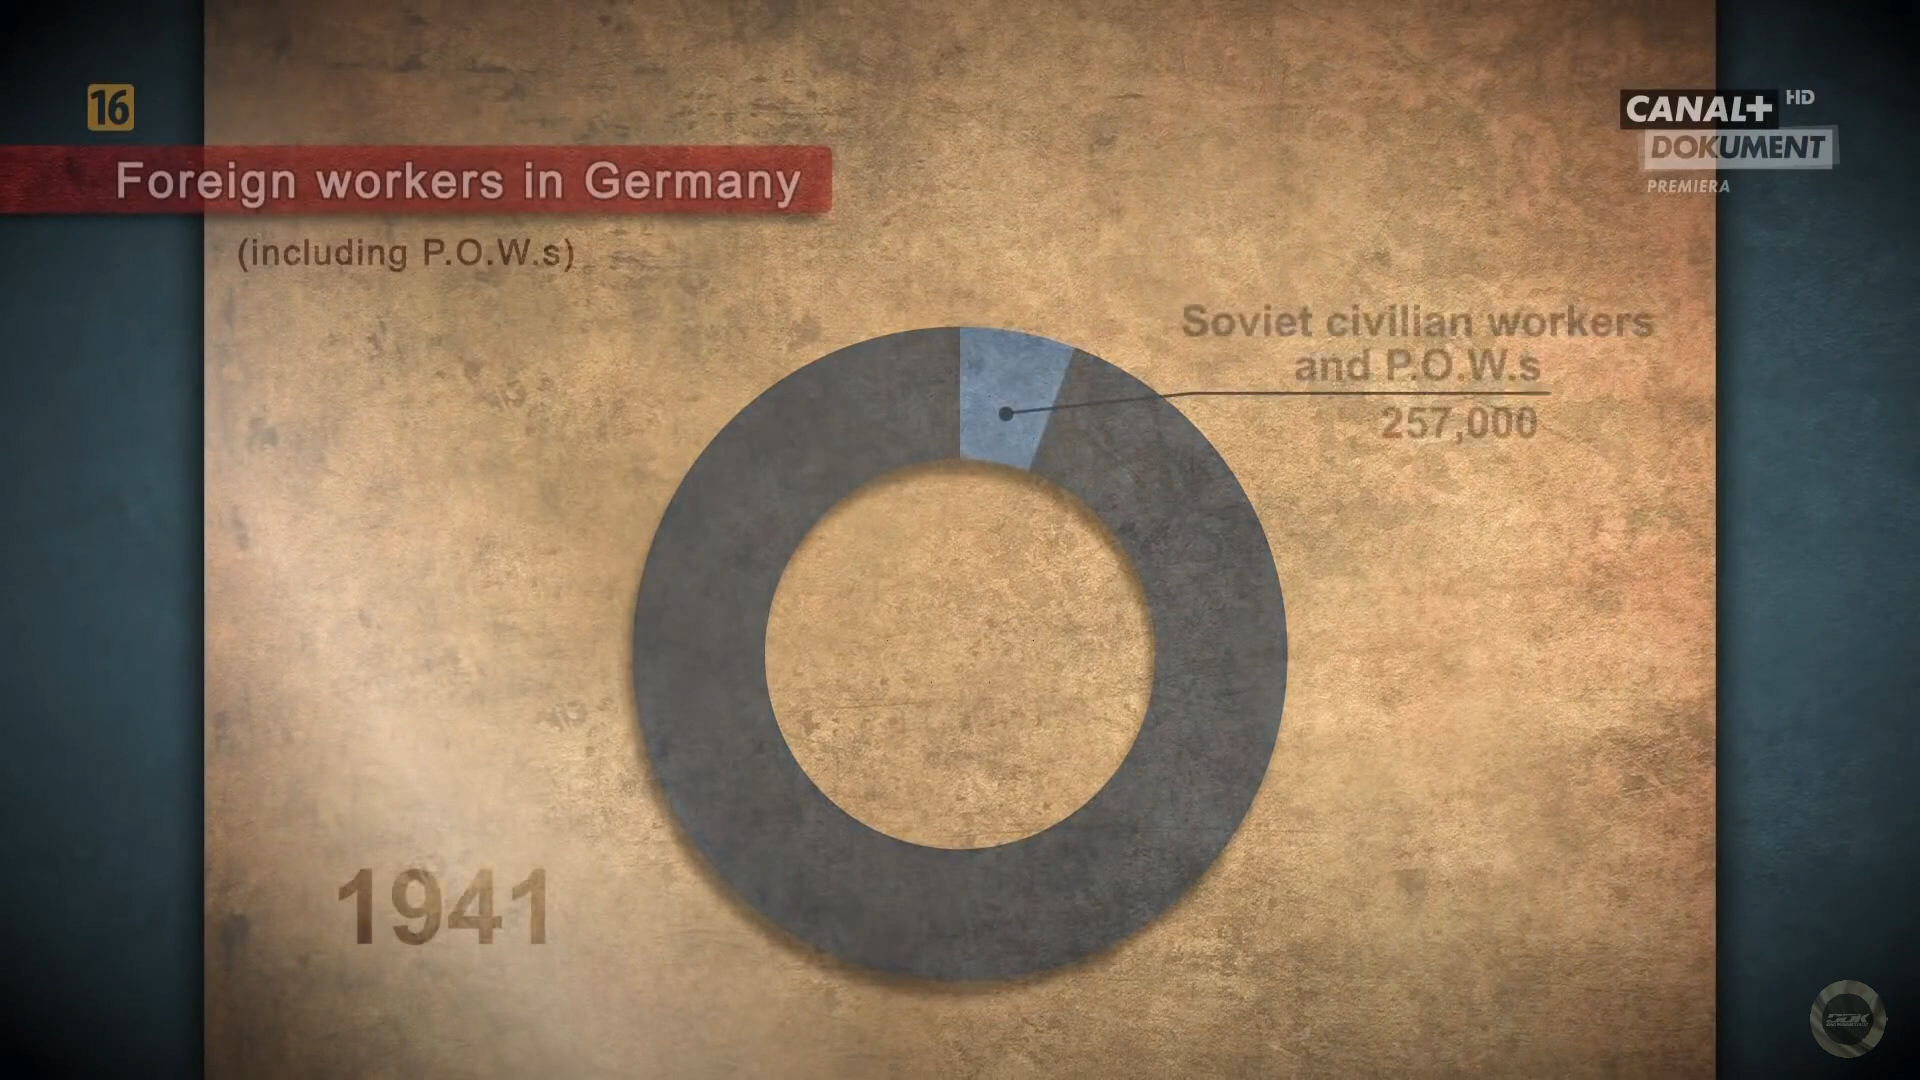 16
CANAL+ HD
DOKUMENT
PREMIERA
Foreign workers in Germany
(including P.O.W.s)
Soviet civilian workers
and P.O.W.s
257,000
1941